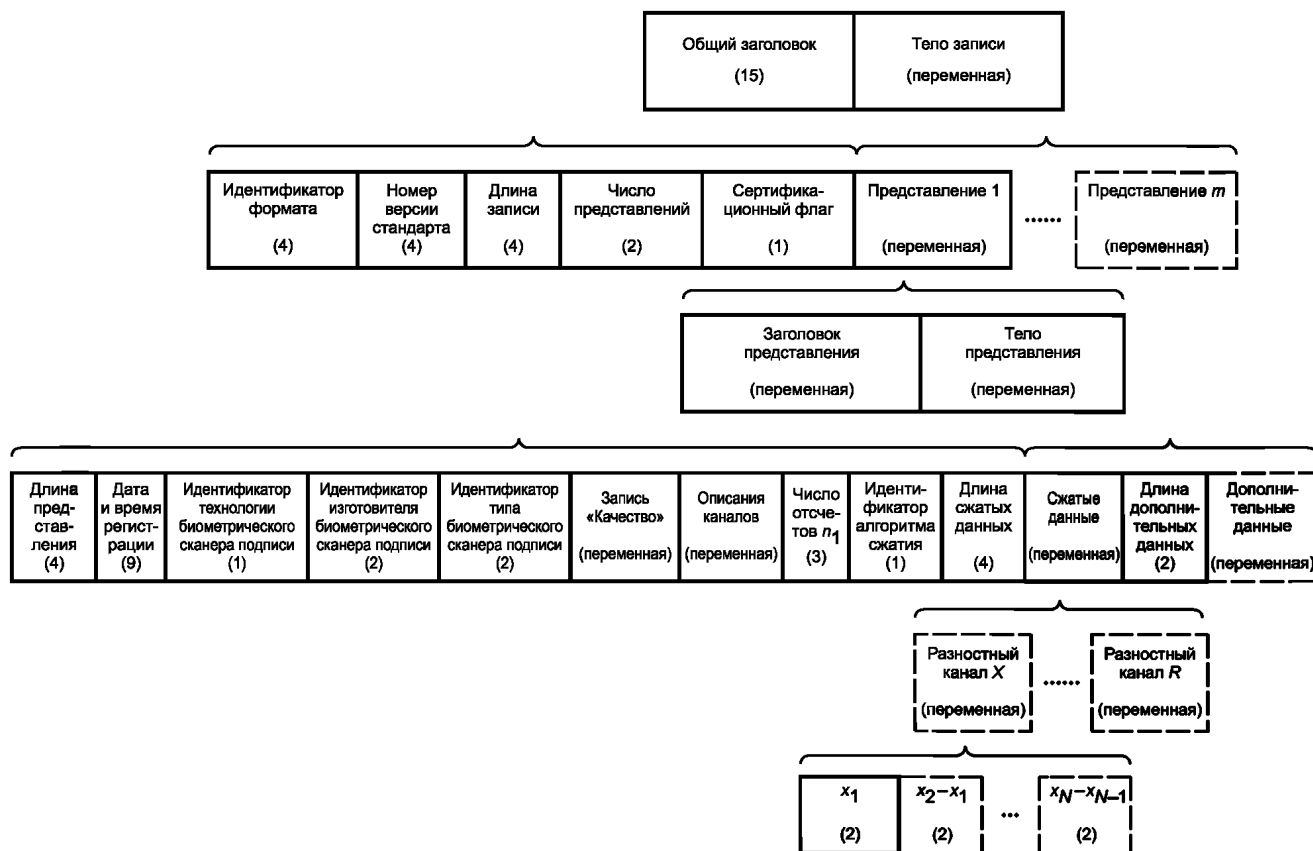 Общий заголовок
(15)
Тело записи
(переменная)
Идентификатор
формата
(4)
Номер
версии
стандарта
(4)
Длина
записи
(4)
Число
представлений
(2)
Сертифика-
ционный флаг
(1)
Представление 1
(переменная)
......
Представление m
(переменная)
Заголовок
представления
(переменная)
Тело
представления
(переменная)
Длина
пред-
став-
ления
(4)
Дата
и время
регист-
рации
(9)
Идентификатор
технологии
биометрического
сканера подписи
(1)
Идентификатор
изготовителя
биометрического
сканера подписи
(2)
Идентификатор
типа
биометрического
сканера подписи
(2)
Запись
«Качество»
(переменная)
Описания
каналов
(переменная)
Число
отсче-
тов n1
(3)
Иденти-
фикатор
алгоритма
сжатия
(1)
Длина
сжатых
данных
(4)
Сжатые
данные
(переменная)
Длина
дополни-
тельных
данных
(2)
Дополни-
тельные
данные
(переменная)
Разностный
канал X
(переменная)
......
Разностный
канал R
(переменная)
x1
(2)
x2–x1
(2)
...
xN–xN–1
(2)